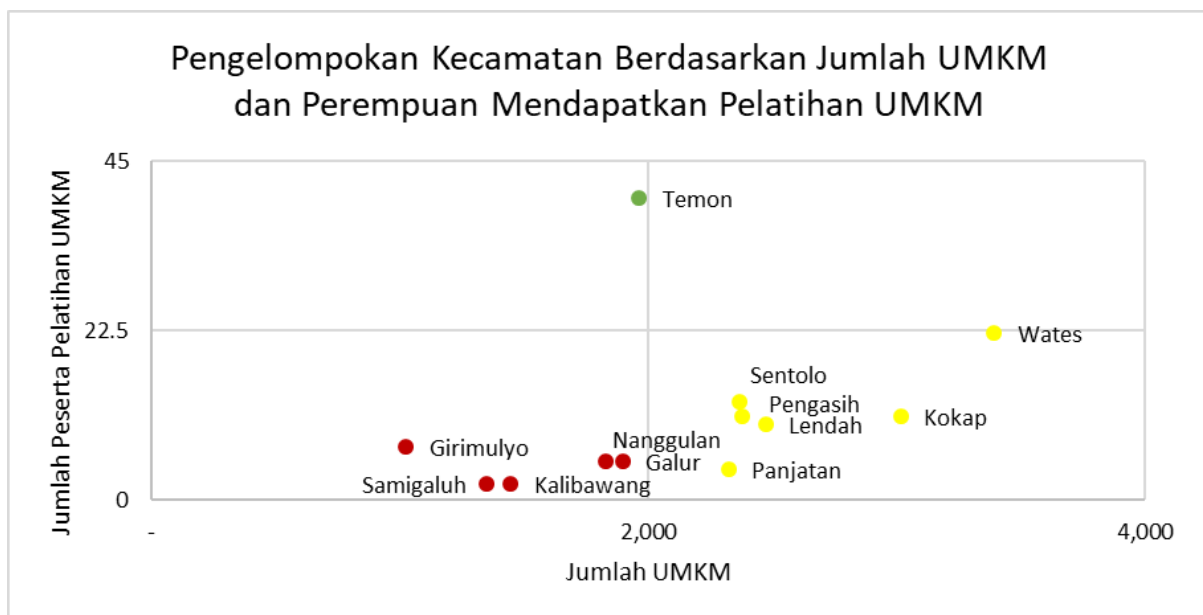 Pengelompokan Kecamatan Berdasarkan Jumlah UMKM
dan Perempuan Mendapatkan Pelatihan UMKM
Jumlah Peserta Pelatihan UMKM
45
Temon
22.5
Wates
Sentolo
Pengasih
Kokap
Lendah
Nanggulan
Girimulyo
Galur
Panjatan
Samigaluh
Kalibawang
0
-
2,000
4,000
Jumlah UMKM